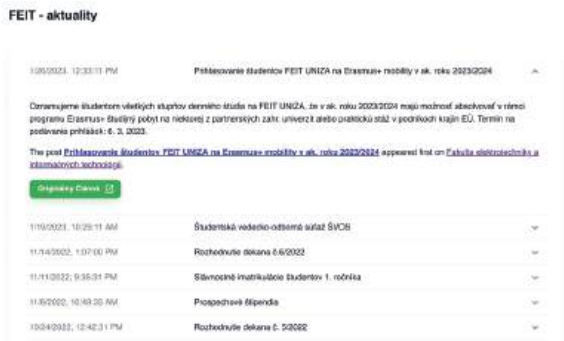 FEIT - aktuality
1/26/2023, 12:33:11 PM Prihlasovanie študentov FEIT UNIZA na Erasmus+ mobility v ak. roku 2023/2024
Oznamujeme študentom všetkých stupňov denného štúdia na FEIT UNIZA, že v ak. roku 2023/2024 majú možnosť absolvovať v rámci
programu Erasmus+ študijný pobyt na niektorej z partnerských zahr. univerzít alebo praktickú stáž v podnikoch krajín EÚ. Termín na
podávanie prihlášok: 6. 3. 2023.
The post Prihlasovanie študentov FEIT UNIZA na Erasmus+ mobility v ak. roku 2023/2024 appeared first on Fakulta elektrotechniky a
informačných technológií.
Originálny Článok
1/19/2023, 10:25:11 AM Študentská vedecko-odborná súťaž ŠVOS
11/14/2022, 1:07:00 PM Rozhodnutie dekana č.6/2022
11/11/2022, 9:35:31 PM Slávnostné imatrikulácie študentov 1. ročníka
11/8/2022, 10:49:20 AM Prospechové štipendia
10/24/2022, 12:42:31 PM Rozhodnutie dekana č. 5/2022